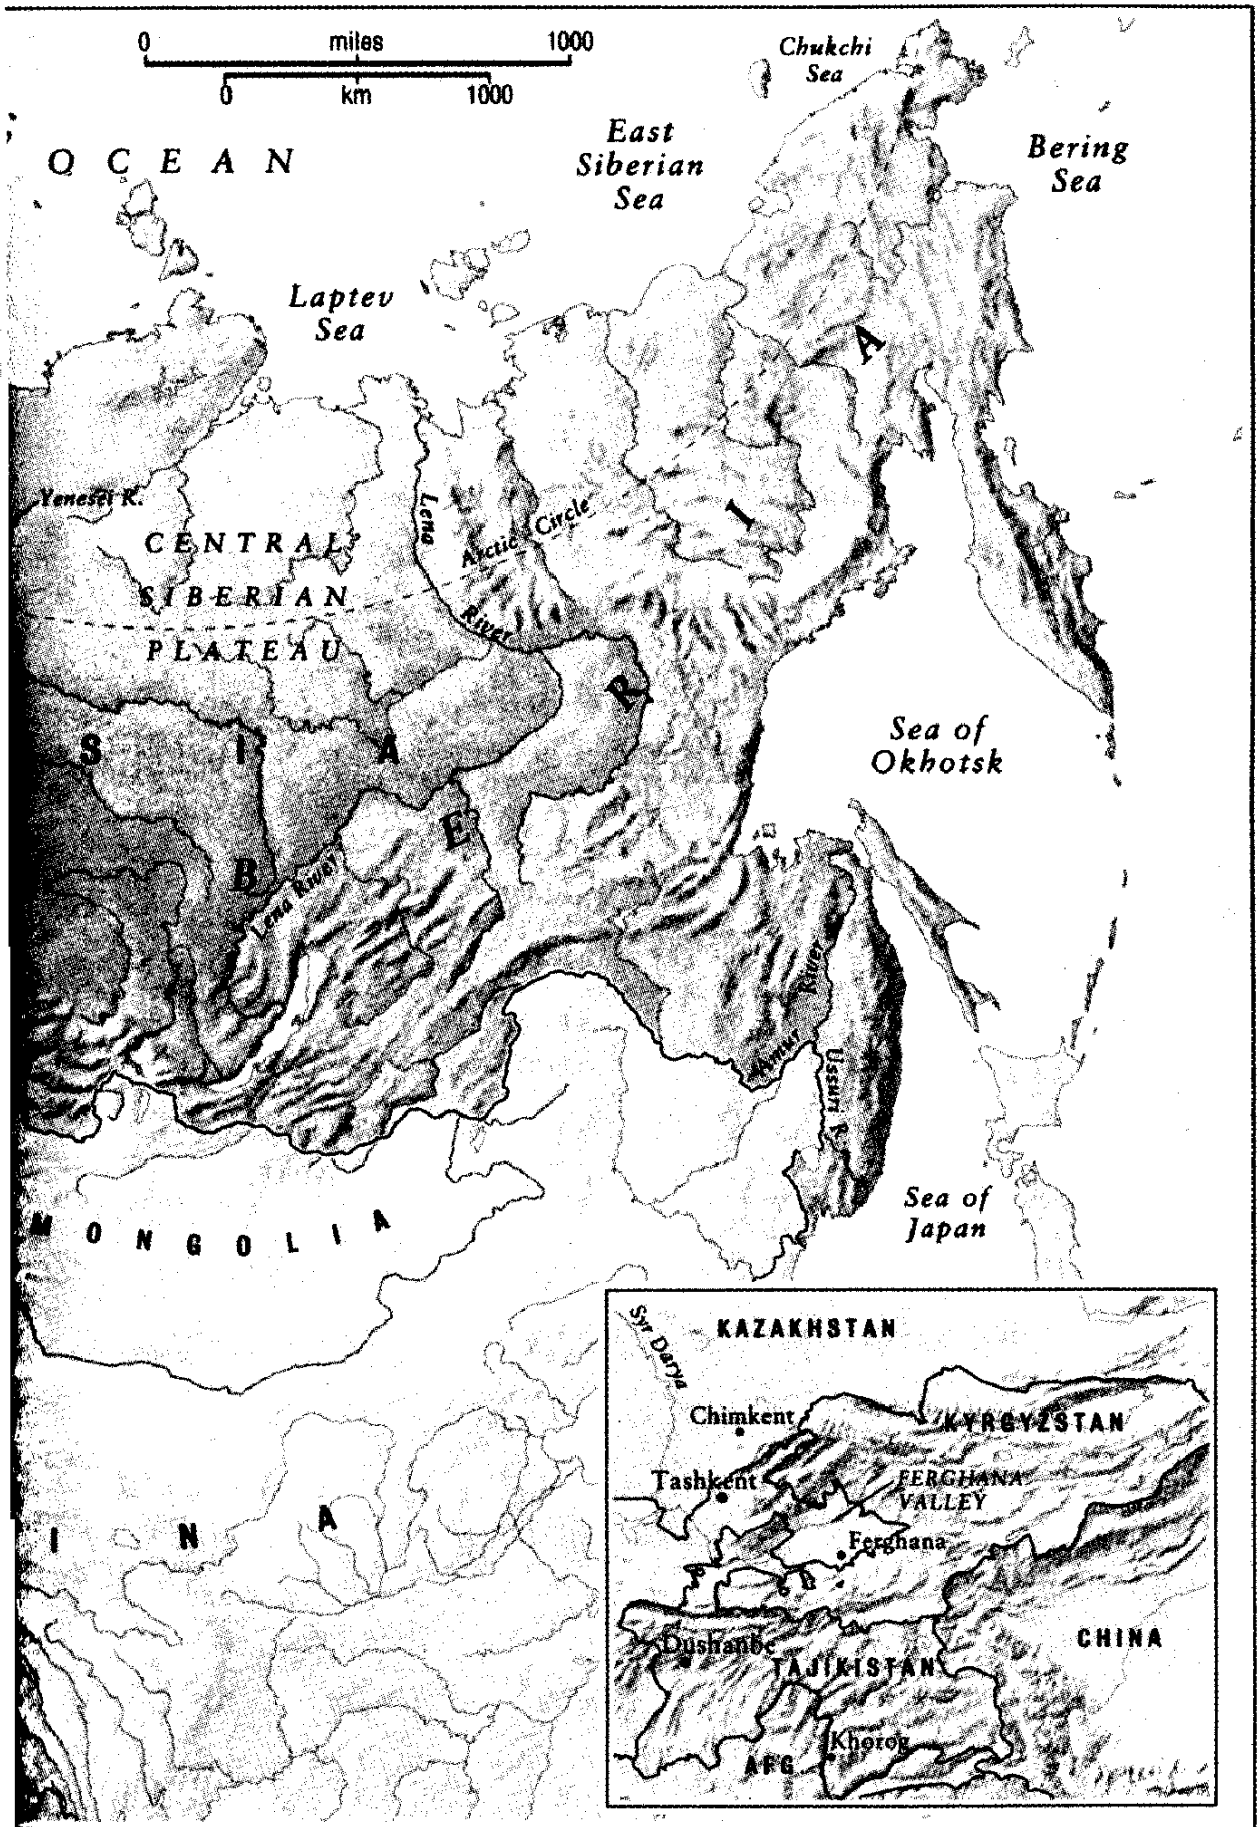 0 miles 1000
0 km 1000
OCEAN
Chukchi
Sea
East
Siberian
Sea
Bering
Sea
Laptev
Sea
Yenesei R.
CENTRAL
SIBERIAN
PLATEAU
Lena
River
Arctic Circle
S I A
B E R I A
Lena River
Sea of
Okhotsk
Amur River
Ussuri R.
Sea of
Japan
MONGOLIA
I N A
Syr Darya
KAZAKHSTAN
Chimkent
KYRGYZSTAN
Tashkent
FERGHANA
VALLEY
Ferghana
Dushanbe
TAJIKISTAN
CHINA
Khorog
AFG